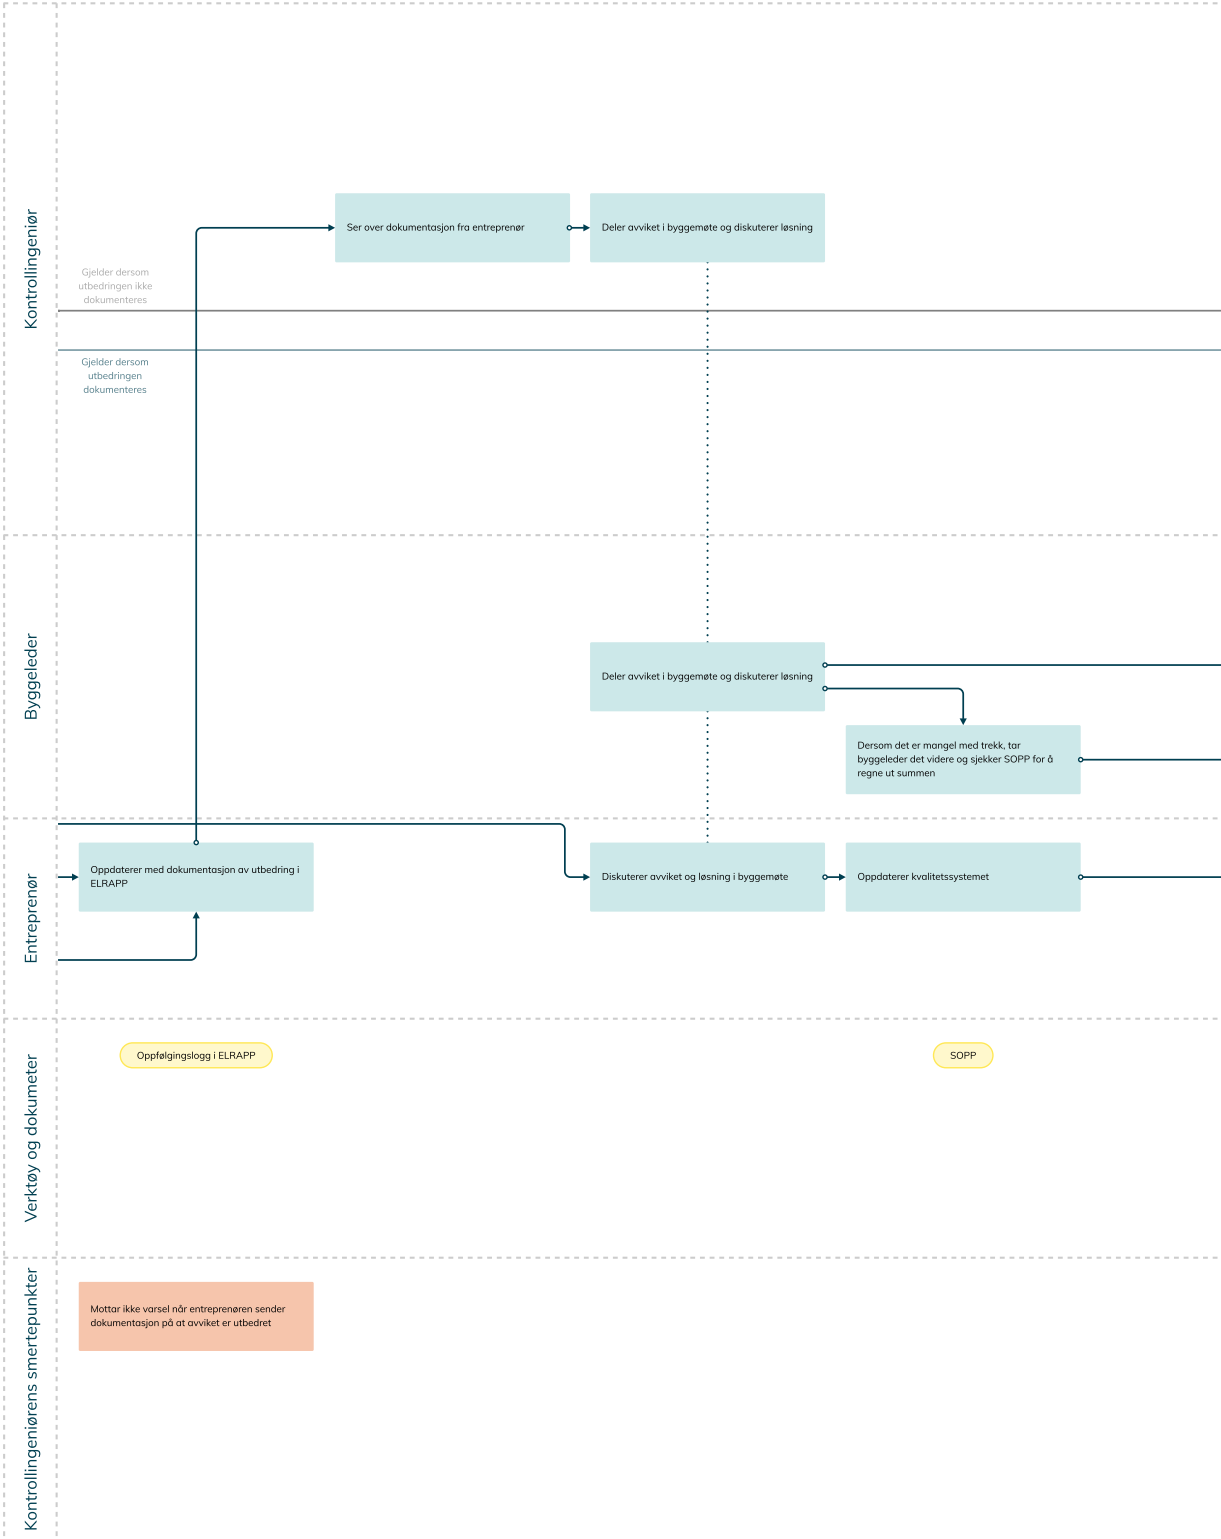 Kontrollingeniør
Ser over dokumentasjon fra entreprenør
Deler avviket i byggemøte og diskuterer løsning
Gjelder dersom
utbedringen ikke
dokumenteres
Gjelder dersom
utbedringen
dokumenteres
Byggeleder
Deler avviket i byggemøte og diskuterer løsning
Dersom det er mangel med trekk, tar
byggeleder det videre og sjekker SOPP for å
regne ut summen
Entreprenør
Oppdaterer med dokumentasjon av utbedring i
ELRAPP
Diskuterer avviket og løsning i byggemøte
Oppdaterer kvalitetssystemet
Verktøy og dokumeter
Oppfølgingslogg i ELRAPP
SOPP
Kontrollingeniørens smertepunkter
Mottar ikke varsel når entreprenøren sender
dokumentasjon på at avviket er utbedret